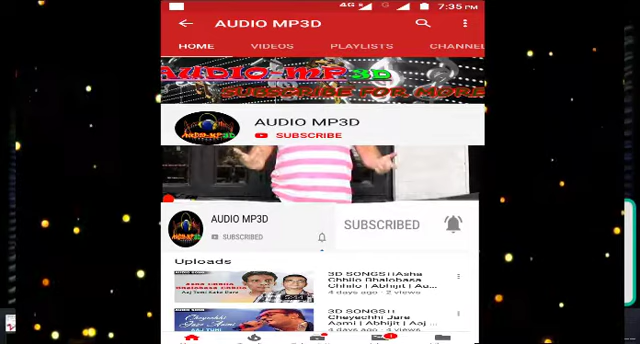 4G
7:35 PM
AUDIO MP3D
HOME VIDEOS PLAYLISTS CHANNEL
AUDIO-MP3D
SUBSCRIBE FOR MORE
AUDIO MP3D
SUBSCRIBE
AUDIO MP3D
SUBSCRIBED
SUBSCRIBED
Uploads
3D SONGS!!Asha
Chhilo Bhalobasa
Chhilo | Abhijit | Au...
4 days ago - 2 views
3D SONGS!!
Cheyechhi Jare
Aami | Abhijit | Aaj